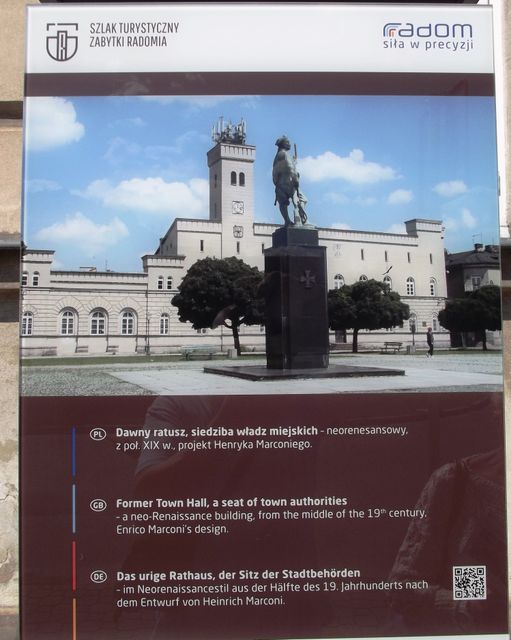 SZLAK TURYSTYCZNY
ZABYTKI RADOMIA
radom
siła w precyzji
PL
Dawny ratusz, siedziba władz miejskich - neorenesansowy,
z poł. XIX w., projekt Henryka Marconiego.
GB
Former Town Hall, a seat of town authorities
- a neo-Renaissance building, from the middle of the 19th century,
Enrico Marconi's design.
DE
Das urige Rathaus, der Sitz der Stadtbehörden
- im Neorenaissancestil aus der Hälfte des 19. Jahrhunderts nach
dem Entwurf von Heinrich Marconi.